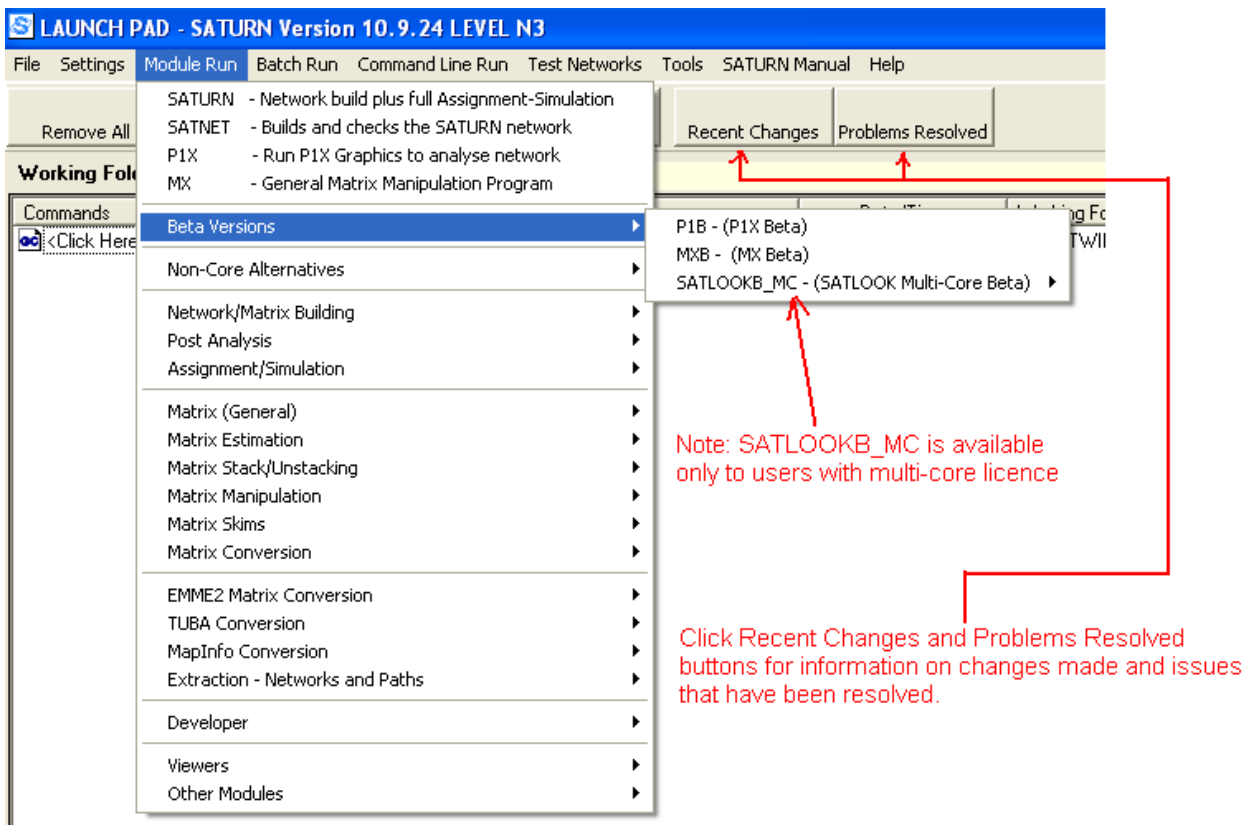 LAUNCH PAD - SATURN Version 10.9.24 LEVEL N3
File Settings Module Run Batch Run Command Line Run Test Networks Tools SATURN Manual Help
Remove All
Recent Changes
Problems Resolved
Working Fol
Commands
<Click Here
SATURN - Network build plus full Assignment-Simulation
SATNET - Builds and checks the SATURN network
P1X - Run P1X Graphics to analyse network
MX - General Matrix Manipulation Program
Beta Versions
Non-Core Alternatives
Network/Matrix Building
Post Analysis
Assignment/Simulation
Matrix (General)
Matrix Estimation
Matrix Stack/Unstacking
Matrix Manipulation
Matrix Skims
Matrix Conversion
EMME2 Matrix Conversion
TUBA Conversion
MapInfo Conversion
Extraction - Networks and Paths
Developer
Viewers
Other Modules
P1B - (P1X Beta)
MXB - (MX Beta)
SATLOOKB_MC - (SATLOOK Multi-Core Beta)
Note: SATLOOKB_MC is available
only to users with multi-core licence
Click Recent Changes and Problems Resolved
buttons for information on changes made and issues
that have been resolved.